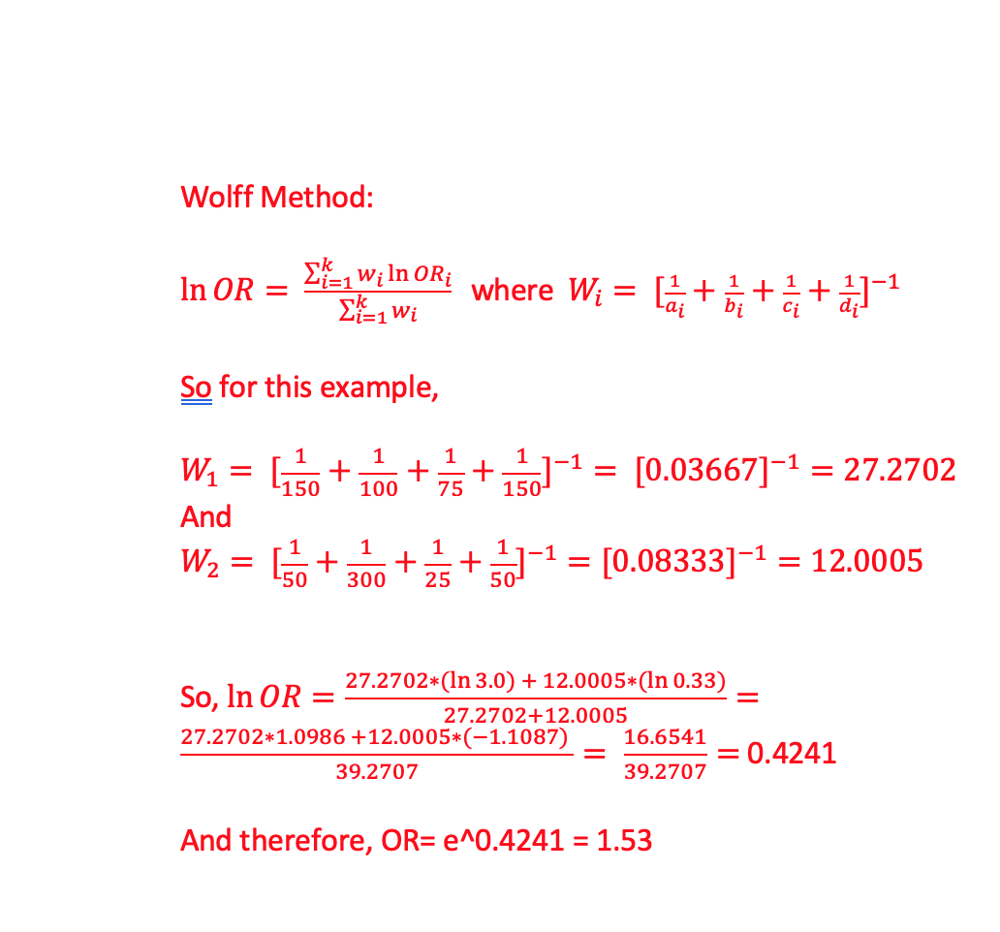 Wolff Method:
ln OR = \frac{\sum_{i=1}^{k} w_i \ln OR_i}{\sum_{i=1}^{k} w_i} where W_i = [\frac{1}{a_i} + \frac{1}{b_i} + \frac{1}{c_i} + \frac{1}{d_i}]^{-1}
So for this example,
W_1 = [\frac{1}{150} + \frac{1}{100} + \frac{1}{75} + \frac{1}{150}]^{-1} = [0.03667]^{-1} = 27.2702
And
W_2 = [\frac{1}{50} + \frac{1}{300} + \frac{1}{25} + \frac{1}{50}]^{-1} = [0.08333]^{-1} = 12.0005
So, ln OR = \frac{27.2702*(\ln 3.0) + 12.0005*(\ln 0.33)}{27.2702+12.0005} =
\frac{27.2702*1.0986 +12.0005*(−1.1087)}{39.2707} = \frac{16.6541}{39.2707} = 0.4241
And therefore, OR= e^0.4241 = 1.53